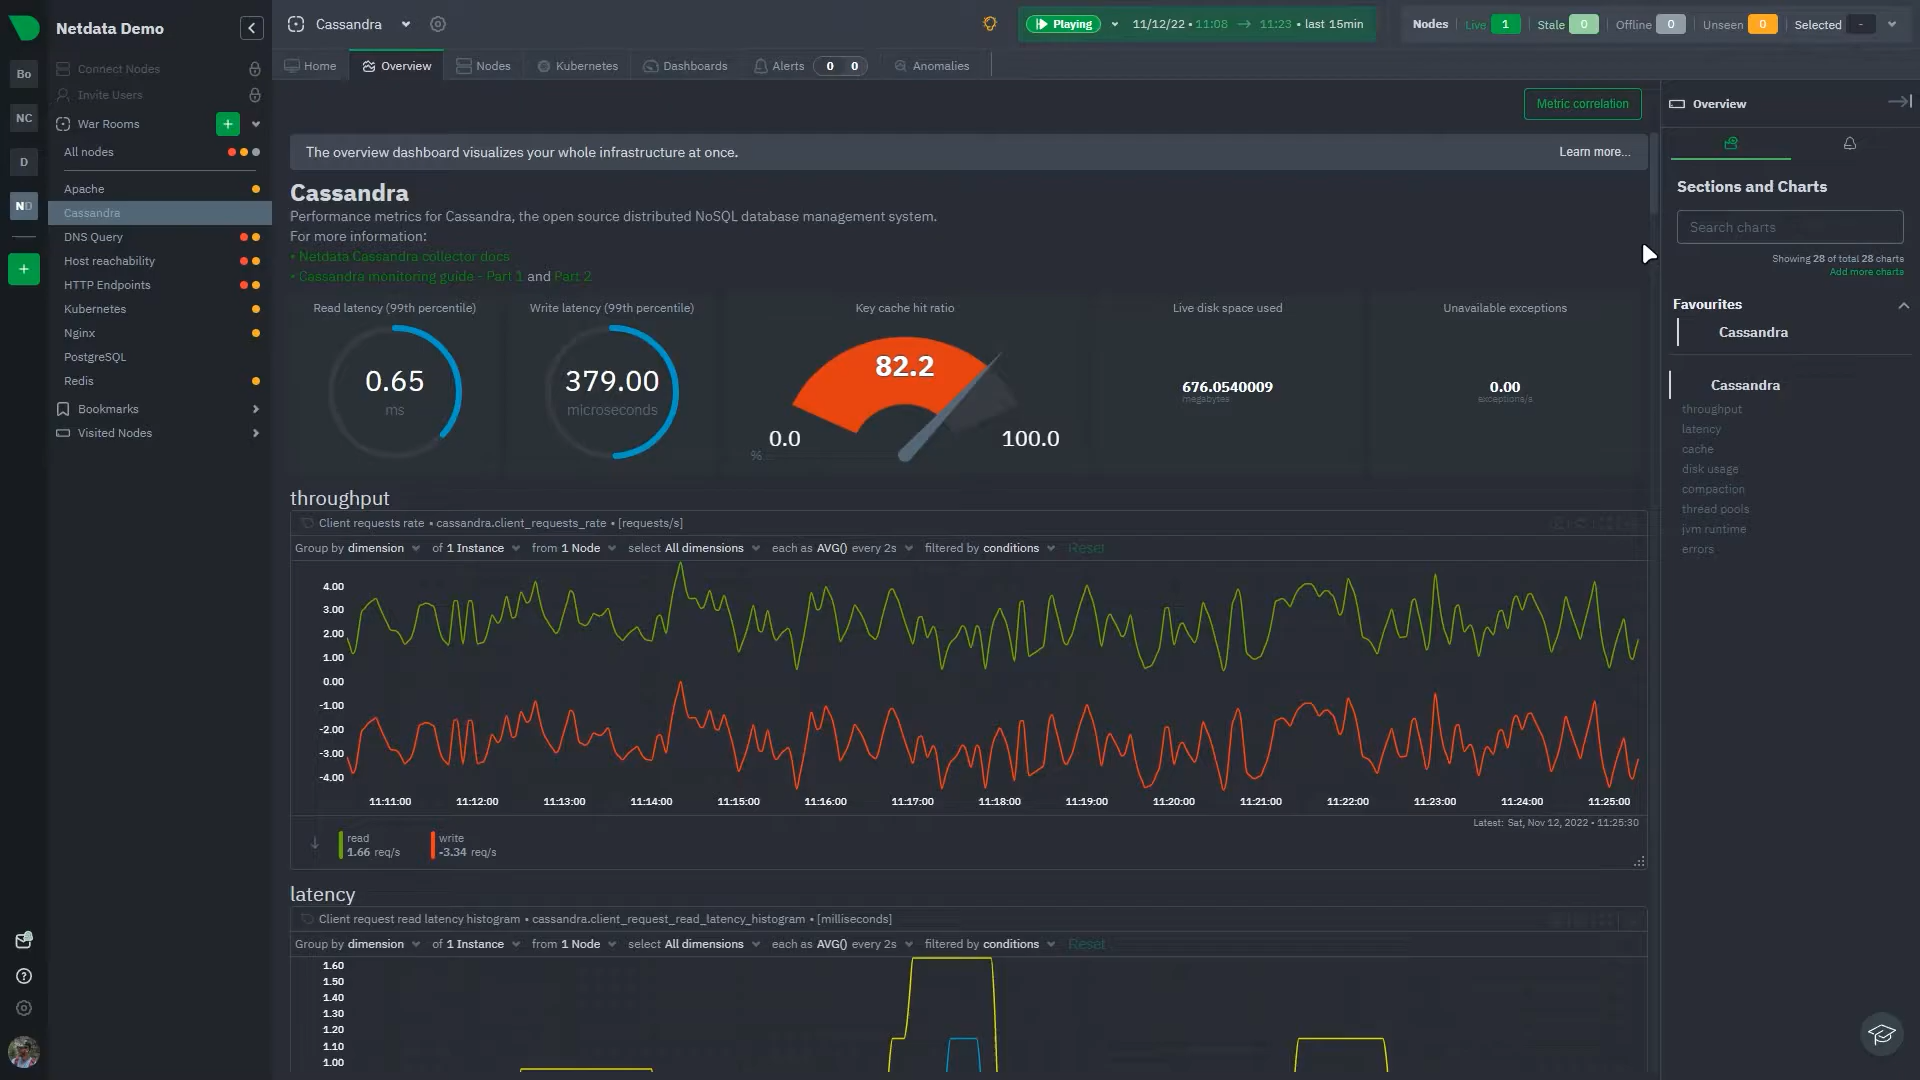 Netdata Demo
Bo
NC
D
ND
+
Connect Nodes
Invite Users
War Rooms
+
All nodes
Apache
Cassandra
DNS Query
Host reachability
HTTP Endpoints
Kubernetes
Nginx
PostgreSQL
Redis
Bookmarks
Visited Nodes
Cassandra
Playing 11/12/22 • 11:08 → 11:23 • last 15min
Nodes Live 1 Stale 0 Offline 0 Unseen 0 Selected -
Home Overview Nodes Kubernetes Dashboards Alerts 0 0 Anomalies
Metric correlation
The overview dashboard visualizes your whole infrastructure at once. Learn more...
Cassandra
Performance metrics for Cassandra, the open source distributed NoSQL database management system.
For more information:
• Netdata Cassandra collector docs
• Cassandra monitoring guide - Part 1 and Part 2
Read latency (99th percentile)
0.65
ms
Write latency (99th percentile)
379.00
microseconds
Key cache hit ratio
82.2
0.0 100.0
%
Live disk space used
676.0540009
megabytes
Unavailable exceptions
0.00
exceptions/s
throughput
Client requests rate • cassandra.client_requests_rate • [requests/s]
Group by dimension of 1 Instance from 1 Node select All dimensions each as AVG() every 2s filtered by conditions Reset
4.00
3.00
2.00
1.00
0.00
-1.00
-2.00
-3.00
-4.00
11:11:00 11:12:00 11:13:00 11:14:00 11:15:00 11:16:00 11:17:00 11:18:00 11:19:00 11:20:00 11:21:00 11:22:00 11:23:00 11:24:00 11:25:00
Latest: Sat, Nov 12, 2022 • 11:25:30
read write
1.66 req/s -3.34 req/s
latency
Client request read latency histogram • cassandra.client_request_read_latency_histogram • [milliseconds]
Group by dimension of 1 Instance from 1 Node select All dimensions each as AVG() every 2s filtered by conditions Reset
1.60
1.50
1.40
1.30
1.20
1.10
1.00
Overview
Sections and Charts
Search charts
Showing 28 of total 28 charts
Add more charts
Favourites
Cassandra
Cassandra
throughput
latency
cache
disk usage
compaction
thread pools
jvm runtime
errors